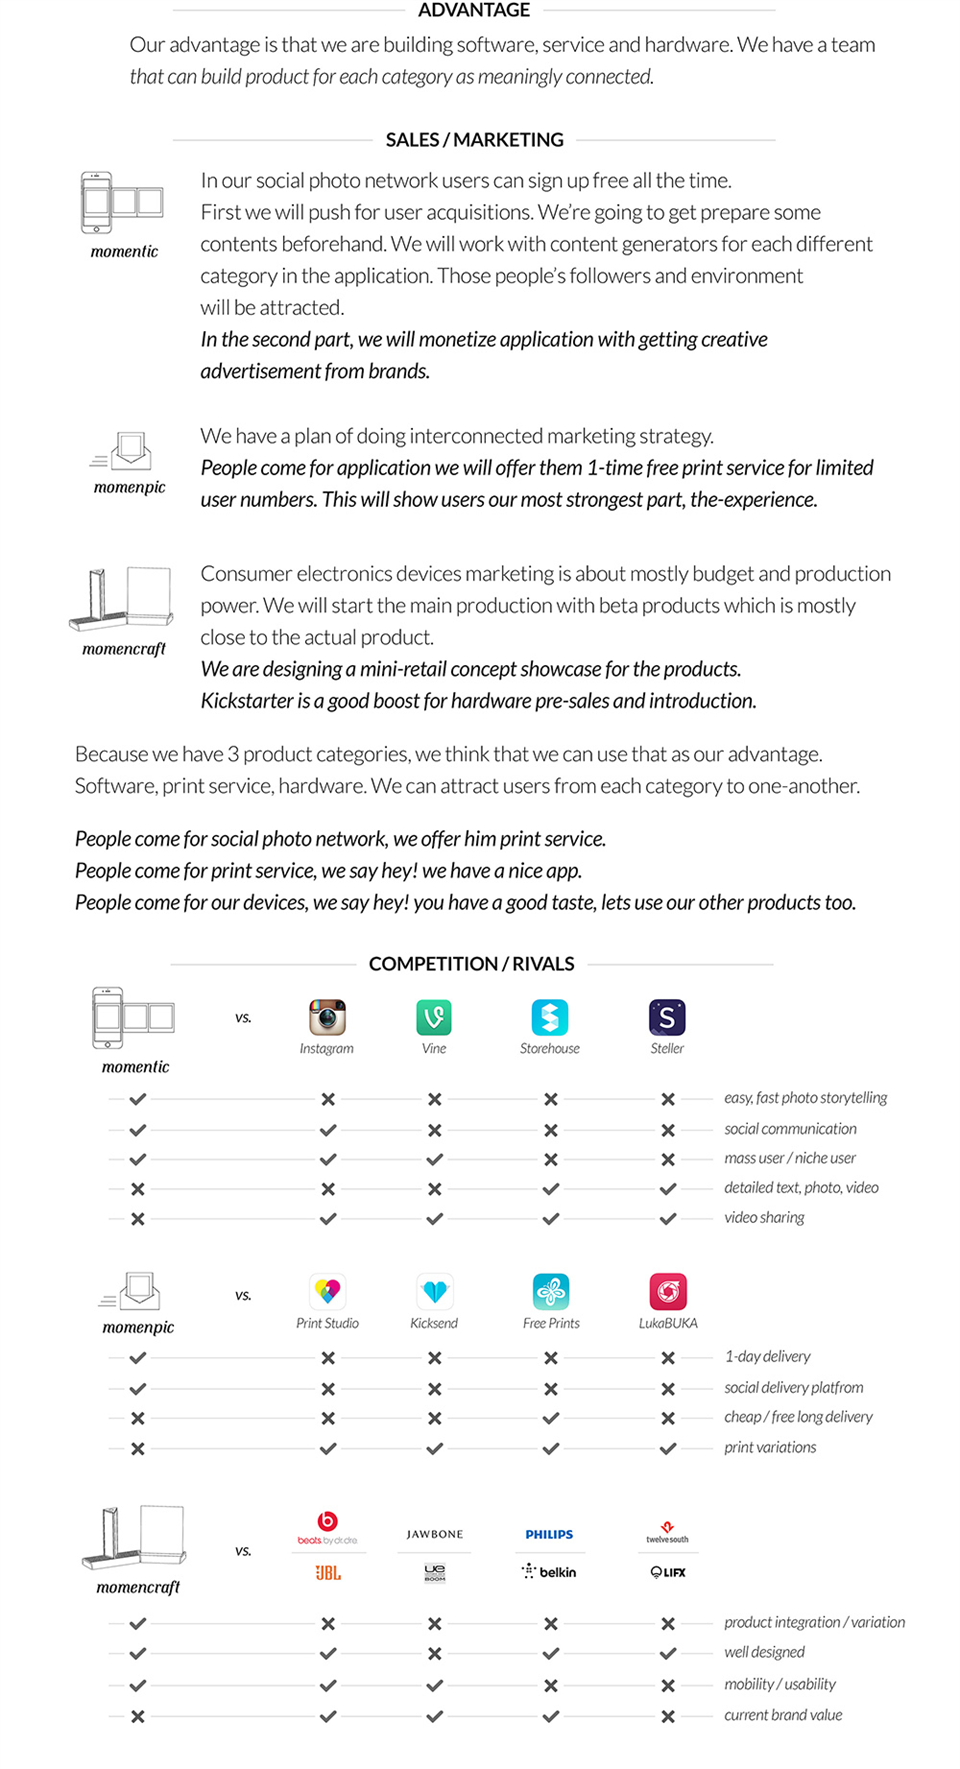 ADVANTAGE
Our advantage is that we are building software, service and hardware. We have a team
that can build product for each category as meaningly connected.
SALES / MARKETING
momentic
In our social photo network users can sign up free all the time.
First we will push for user acquisitions. We're going to get prepare some
contents beforehand. We will work with content generators for each different
category in the application. Those people's followers and environment
will be attracted.
In the second part, we will monetize application with getting creative
advertisement from brands.
momenpic
We have a plan of doing interconnected marketing strategy.
People come for application we will offer them 1-time free print service for limited
user numbers. This will show users our most strongest part, the-experience.
momencraft
Consumer electronics devices marketing is about mostly budget and production
power. We will start the main production with beta products which is mostly
close to the actual product.
We are designing a mini-retail concept showcase for the products.
Kickstarter is a good boost for hardware pre-sales and introduction.
Because we have 3 product categories, we think that we can use that as our advantage.
Software, print service, hardware. We can attract users from each category to one-another.
People come for social photo network, we offer him print service.
People come for print service, we say hey! we have a nice app.
People come for our devices, we say hey! you have a good taste, lets use our other products too.
COMPETITION / RIVALS
momentic
vs.
S
Instagram Vine Storehouse Steller
easy, fast photo storytelling
social communication
mass user / niche user
detailed text, photo, video
video sharing
momenpic
vs.
Print Studio Kicksend Free Prints LukaBUKA
1-day delivery
social delivery platfrom
cheap / free long delivery
print variations
momencraft
vs.
b
beats by dr. dre JAWBONE PHILIPS twelve south
JBL ue BOOM belkin LIFX
product integration / variation
well designed
mobility / usability
current brand value